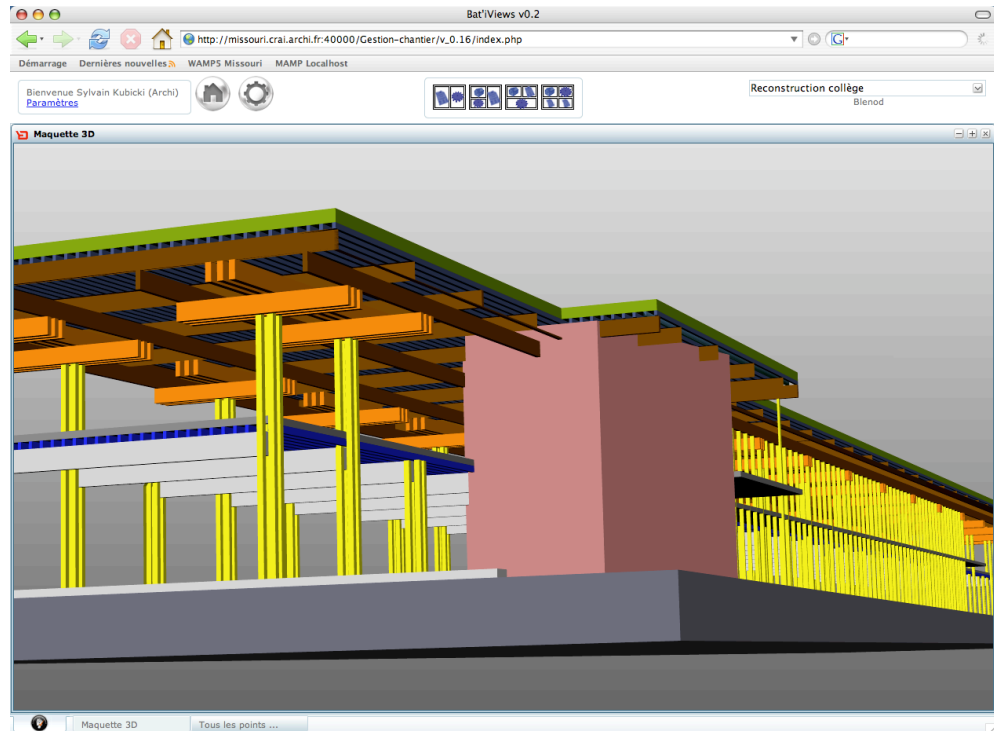 Bat'iViews v0.2
http://missouri.crai.archi.fr:40000/Gestion-chantier/v_0.16/index.php
G
Démarrage Dernières nouvelles WAMP5 Missouri MAMP Localhost
Bienvenue Sylvain Kubicki (Archi)
Paramètres
Reconstruction collège
Blenod
Maquette 3D
Maquette 3D Tous les points ...